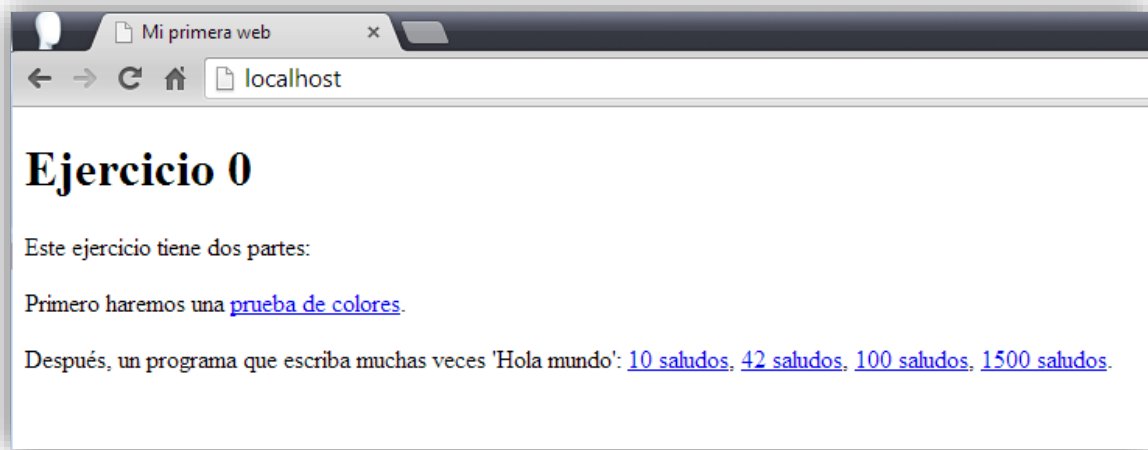 Mi primera web
localhost
Ejercicio 0
Este ejercicio tiene dos partes:
Primero haremos una prueba de colores.
Después, un programa que escriba muchas veces 'Hola mundo': 10 saludos, 42 saludos, 100 saludos, 1500 saludos.